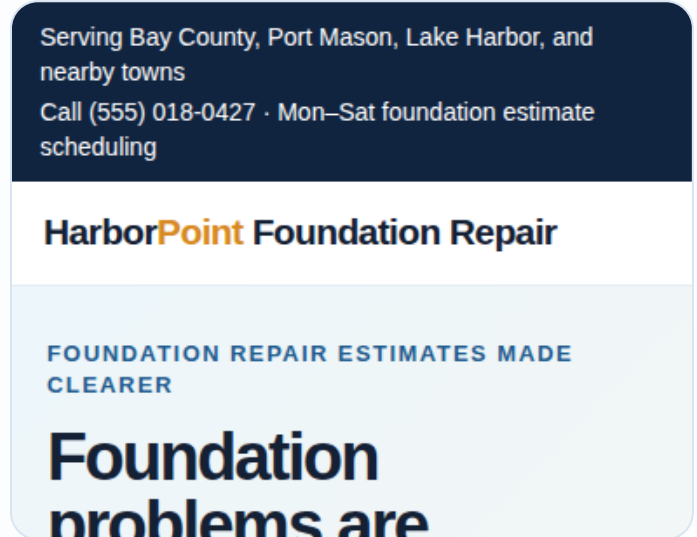 Serving Bay County, Port Mason, Lake Harbor, and
nearby towns
Call (555) 018-0427 · Mon–Sat foundation estimate
scheduling
HarborPoint Foundation Repair
FOUNDATION REPAIR ESTIMATES MADE
CLEARER
Foundation
problems are